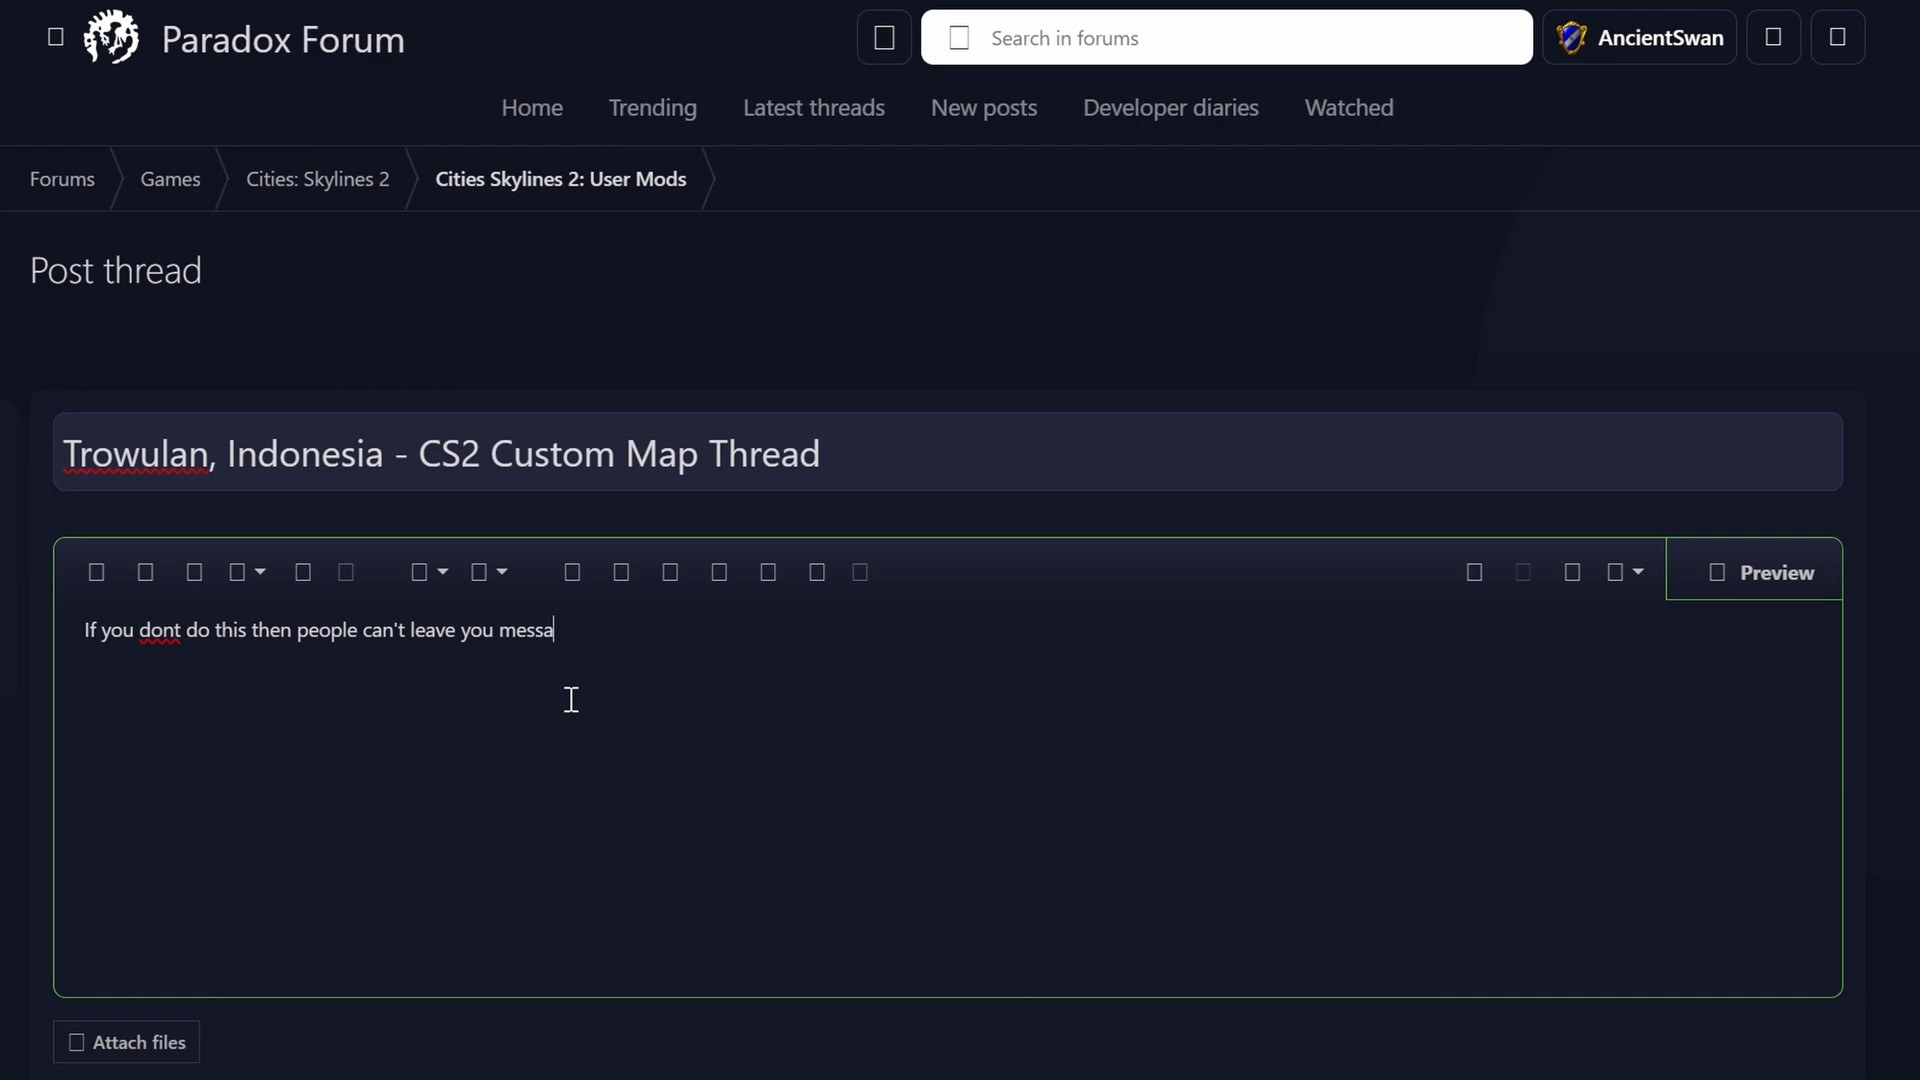 Paradox Forum
Search in forums
AncientSwan
Home Trending Latest threads New posts Developer diaries Watched
Forums Games Cities: Skylines 2 Cities Skylines 2: User Mods
Post thread
Trowulan, Indonesia - CS2 Custom Map Thread
Preview
If you dont do this then people can't leave you messa
Attach files